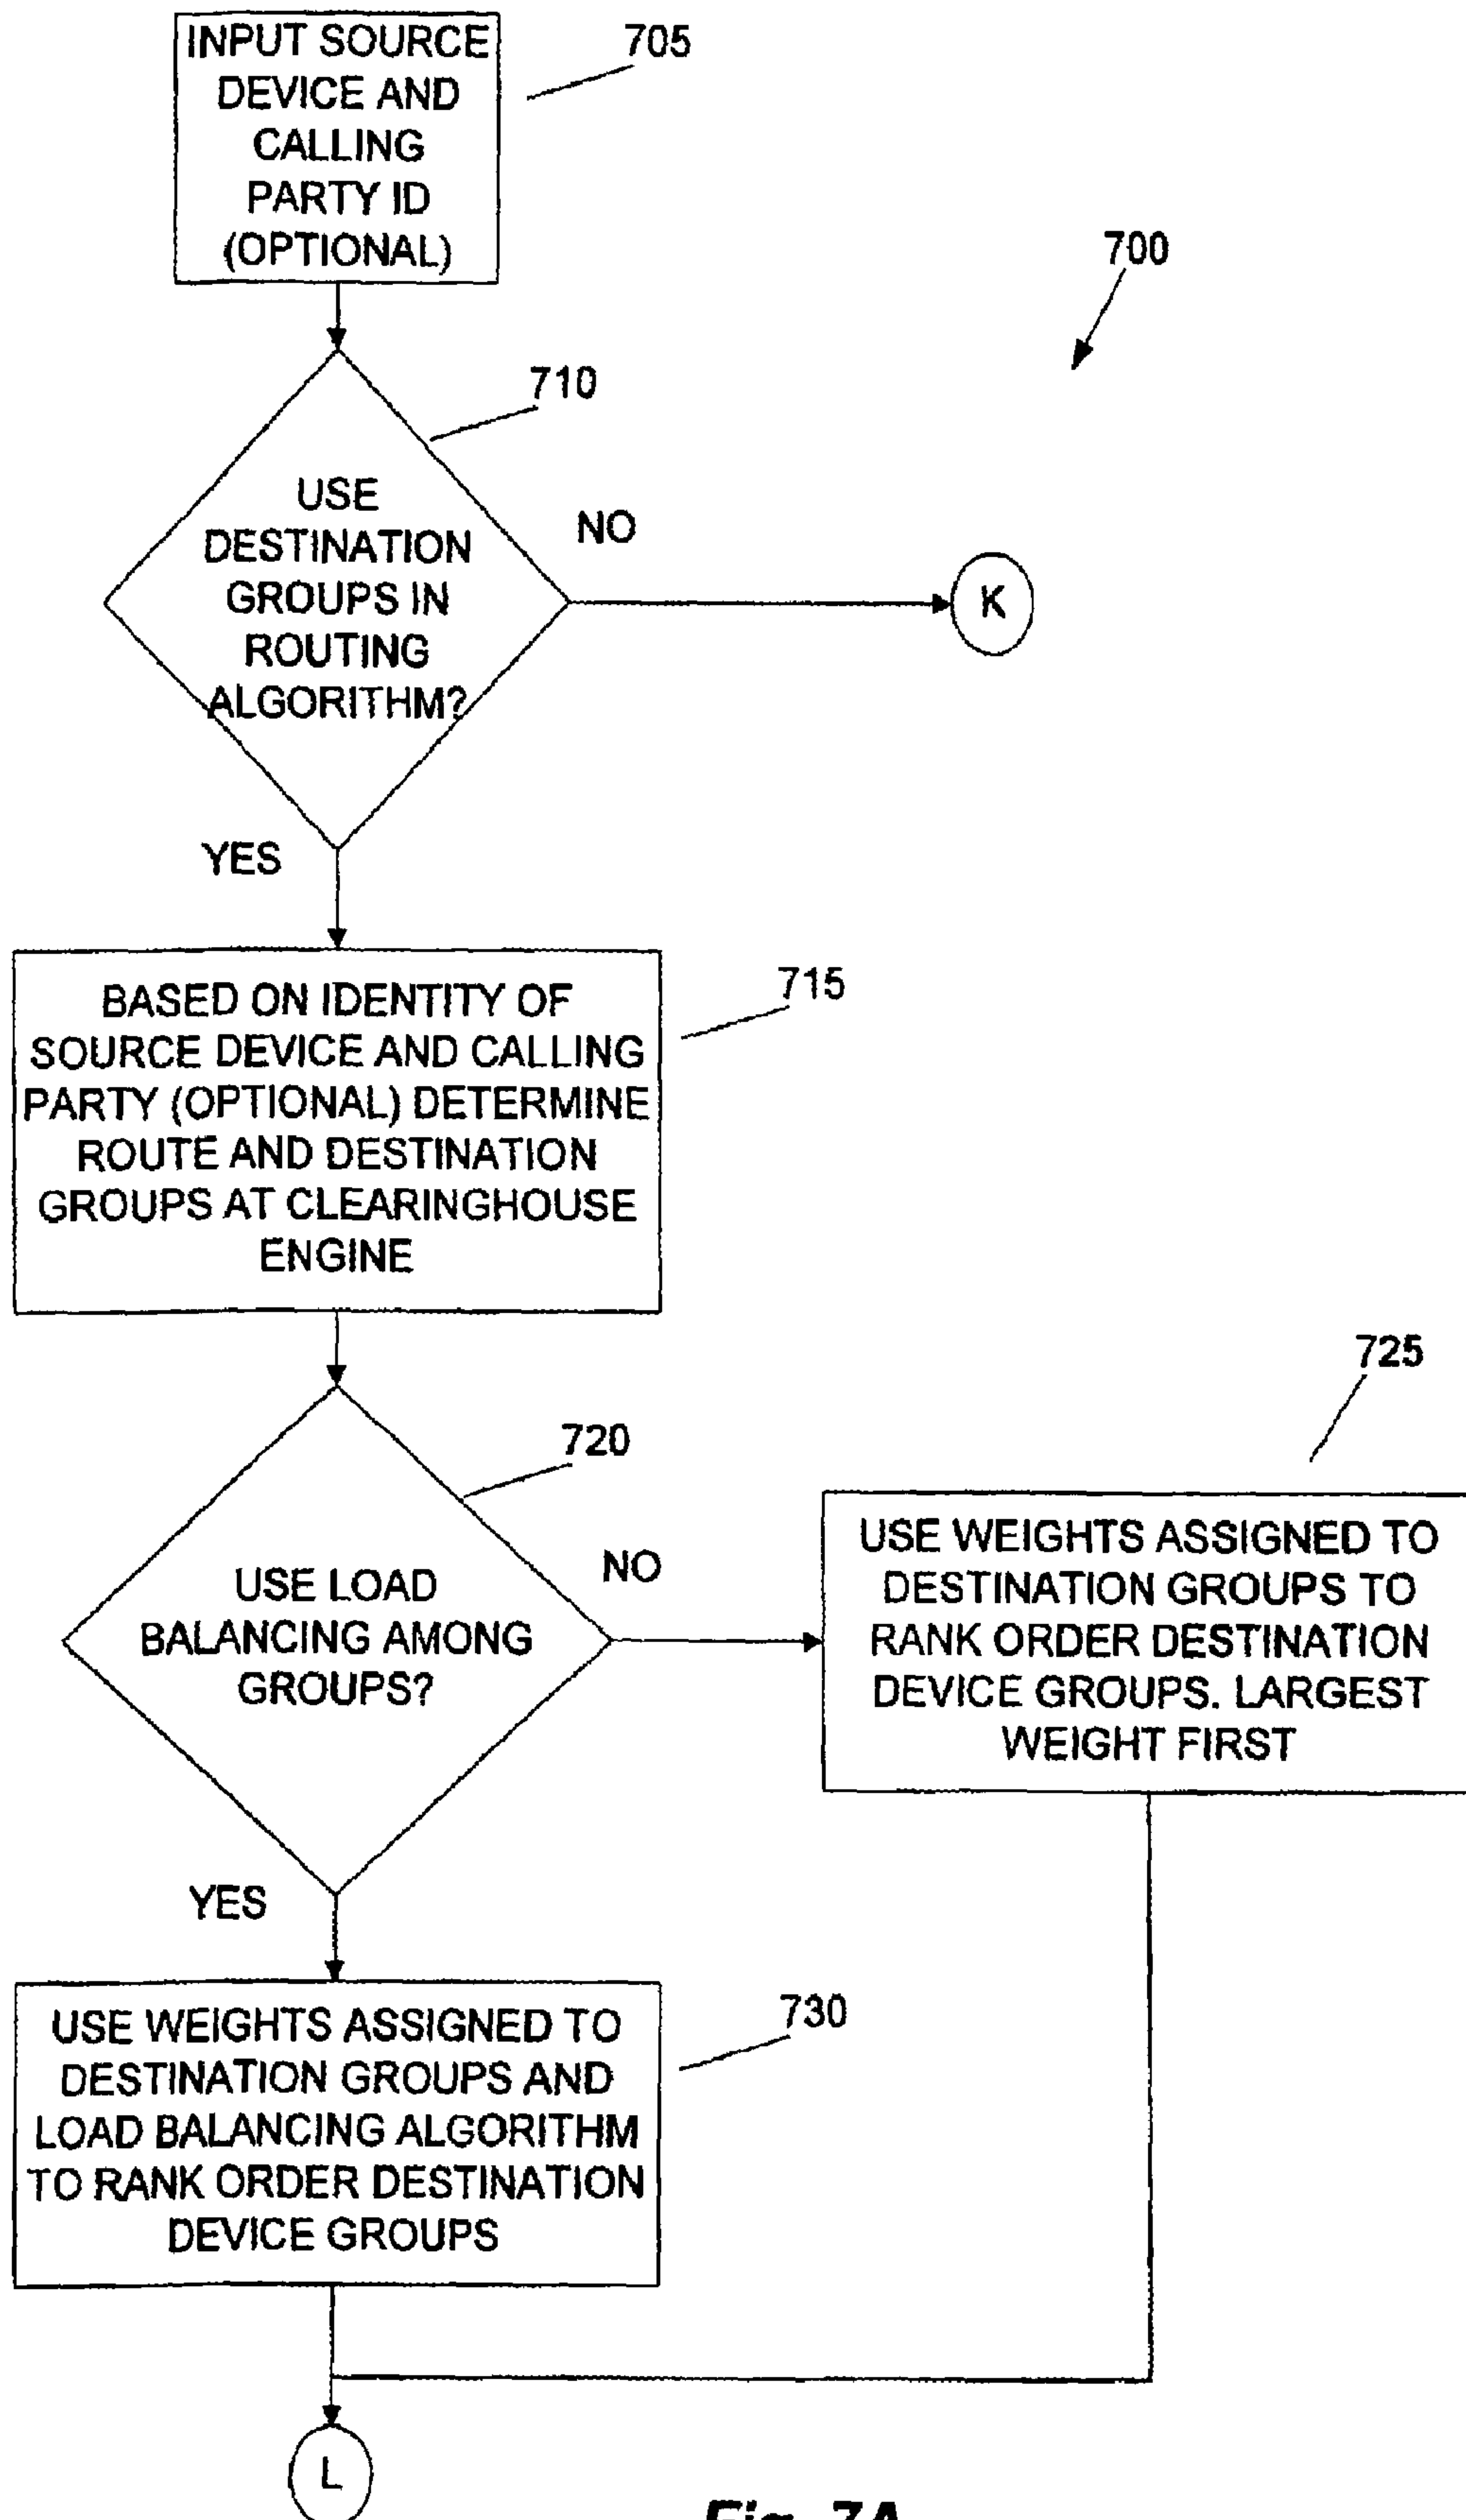 INPUT SOURCE
DEVICE AND
CALLING
PARTY ID
(OPTIONAL)
705
700
710
USE
DESTINATION
GROUPS IN
ROUTING
ALGORITHM?
NO
K
YES
BASED ON IDENTITY OF
SOURCE DEVICE AND CALLING
PARTY (OPTIONAL) DETERMINE
ROUTE AND DESTINATION
GROUPS AT CLEARINGHOUSE
ENGINE
715
720
USE LOAD
BALANCING AMONG
GROUPS?
NO
725
USE WEIGHTS ASSIGNED TO
DESTINATION GROUPS TO
RANK ORDER DESTINATION
DEVICE GROUPS. LARGEST
WEIGHT FIRST
YES
USE WEIGHTS ASSIGNED TO
DESTINATION GROUPS AND
LOAD BALANCING ALGORITHM
TO RANK ORDER DESTINATION
DEVICE GROUPS
730
L
Fig. 7A